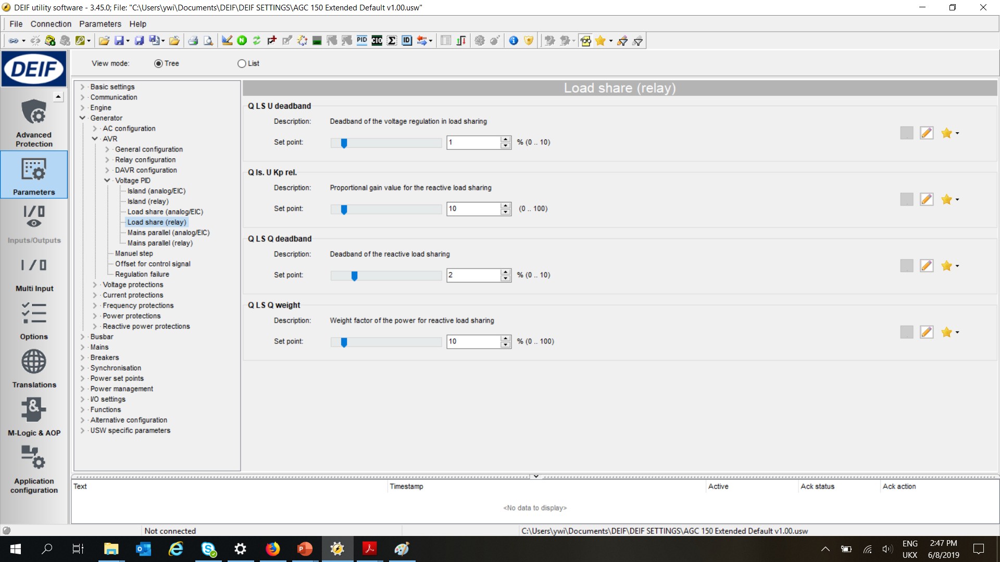 DEIF utility software - 3.45.0; File: "C:\Users\ywi\Documents\DEIF\DEIF SETTINGS\AGC 150 Extended Default v1.00.usw"
File Connection Parameters Help
PID CIO Σ ID
DEIF
View mode: Tree List
Advanced Protection
Parameters
Inputs/Outputs
Multi Input
Options
Translations
M-Logic & AOP
Application configuration
Basic settings
Communication
Engine
Generator
AC configuration
AVR
General configuration
Relay configuration
DAVR configuration
Voltage PID
Island (analog/EIC)
Island (relay)
Load share (analog/EIC)
Load share (relay)
Mains parallel (analog/EIC)
Mains parallel (relay)
Manuel step
Offset for control signal
Regulation failure
Voltage protections
Current protections
Frequency protections
Power protections
Reactive power protections
Busbar
Mains
Breakers
Synchronisation
Power set points
Power management
I/O settings
Functions
Alternative configuration
USW specific parameters
Load share (relay)
Q LS U deadband
Description: Deadband of the voltage regulation in load sharing
Set point: 1 % (0 .. 10)
Q ls. U Kp rel.
Description: Proportional gain value for the reactive load sharing
Set point: 10 (0 .. 100)
Q LS Q deadband
Description: Deadband of the reactive load sharing
Set point: 2 % (0 .. 10)
Q LS Q weight
Description: Weight factor of the power for reactive load sharing
Set point: 10 % (0 .. 100)
Text Timestamp Active Ack status Ack action
<No data to display>
Not connected C:\Users\ywi\Documents\DEIF\DEIF SETTINGS\AGC 150 Extended Default v1.00.usw
ENG 2:47 PM
UKX 6/8/2019